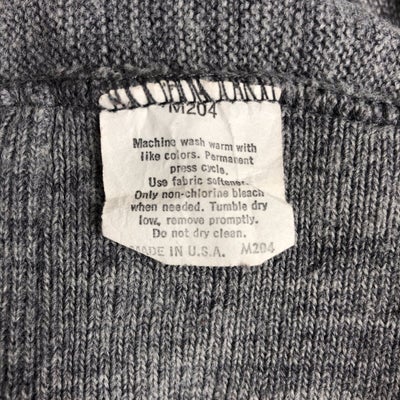 M204
Machine wash warm with
like colors. Permanent
press cycle.
Use fabric softener.
Only non-chlorine bleach
when needed. Tumble dry
low, remove promptly.
Do not dry clean.
MADE IN U.S.A. M204